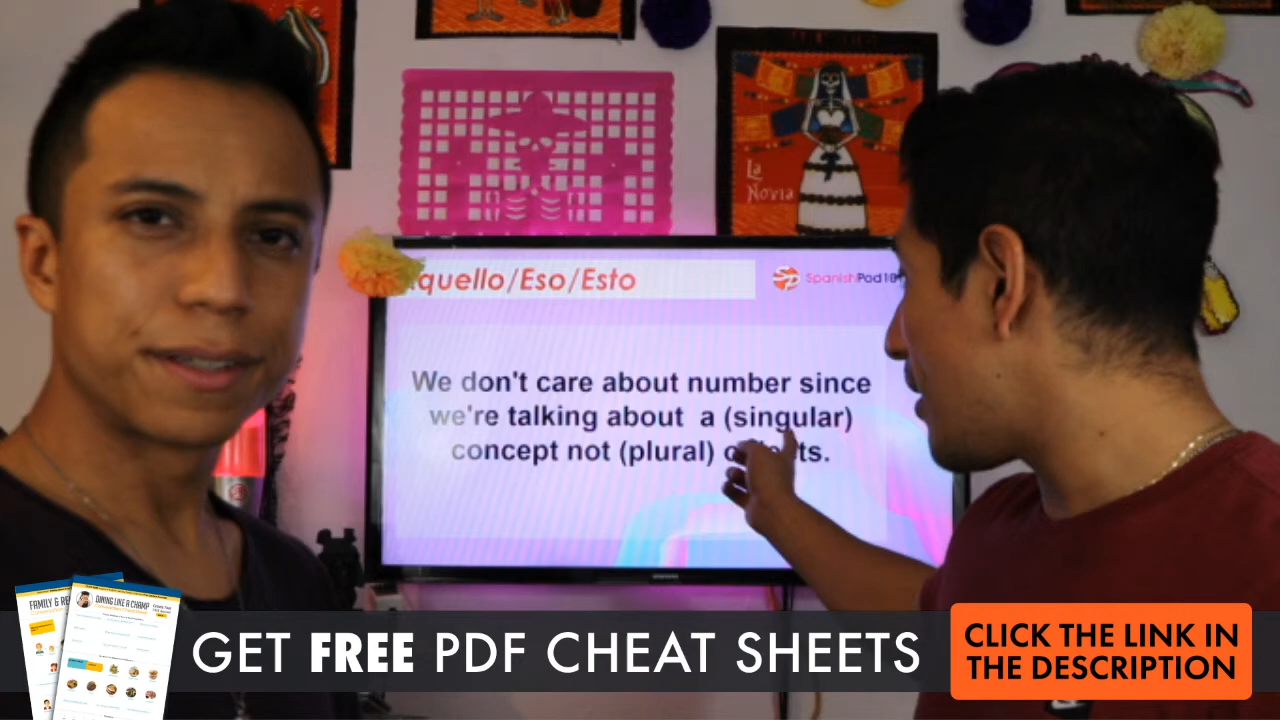 La
Novia
quello/Eso/Esto
SpanishPod101
We don't care about number since
we're talking about a (singular)
concept not (plural)
FAMILY & RE
DINING LIKE A CHAMP
GET FREE PDF CHEAT SHEETS
CLICK THE LINK IN
THE DESCRIPTION